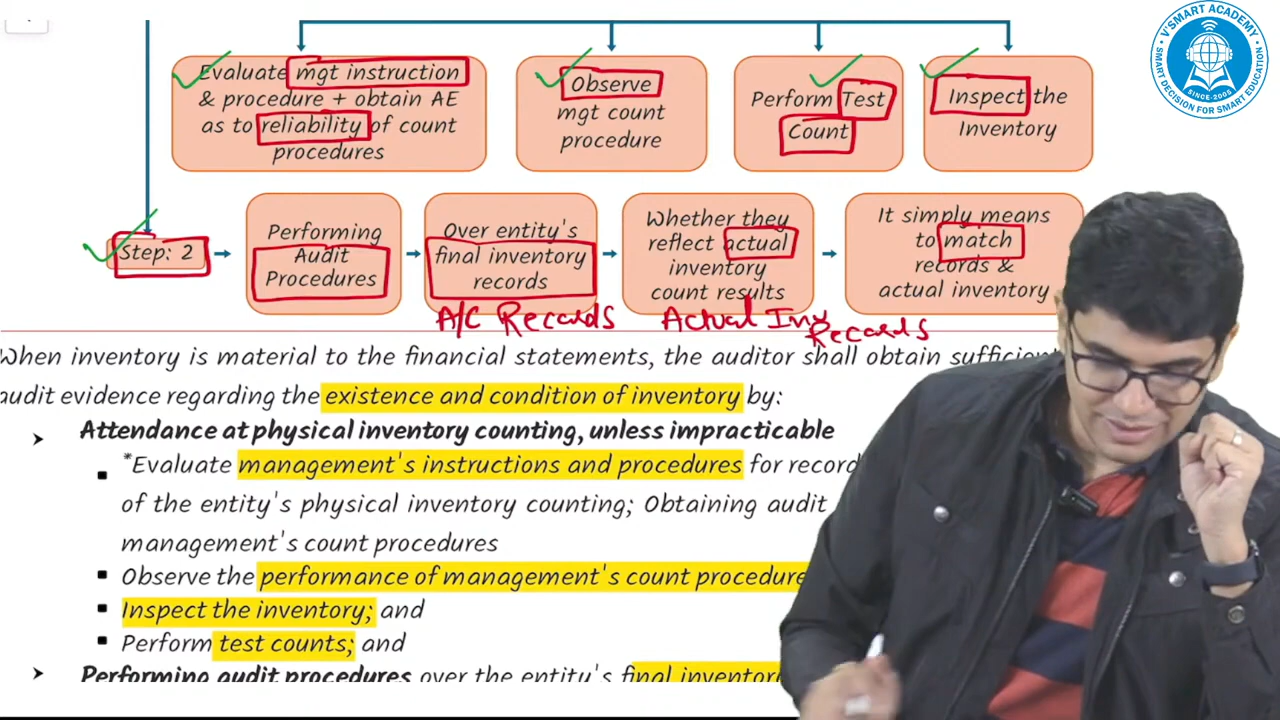 Evaluate mgt instruction
& procedure + obtain AE
as to reliability of count
procedures
Observe
mgt count
procedure
Perform Test
Count
Inspect the
Inventory
V'SMART ACADEMY
SINCE-2005
SMART DECISION FOR SMART EDUCATION
Step: 2
Performing
Audit
Procedures
Over entity's
final inventory
records
Whether they
reflect actual
inventory
count results
It simply means
to match
records &
actual inventory
A/C Records
Actual Inv
Records
When inventory is material to the financial statements, the auditor shall obtain sufficien
audit evidence regarding the existence and condition of inventory by:
Attendance at physical inventory counting, unless impracticable
*Evaluate management's instructions and procedures for record
of the entity's physical inventory counting; Obtaining audit
management's count procedures
Observe the performance of management's count procedure
Inspect the inventory; and
Perform test counts; and
Performing audit procedures over the entity's final inventor